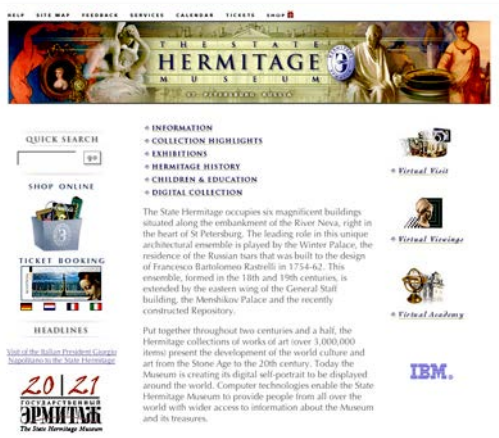 HELP SITE MAP FEEDBACK SERVICES CALENDAR TICKETS SHOP
THE STATE
HERMITAGE
MUSEUM
ST. PETERSBURG, RUSSIA
QUICK SEARCH
go
SHOP ONLINE
TICKET BOOKING
HEADLINES
Visit of the Italian President Giorgio
Napolitano to the State Hermitage
20 21
ГОСУДАРСТВЕННЫЙ
ЭРМИТАЖ
The State Hermitage Museum
INFORMATION
COLLECTION HIGHLIGHTS
EXHIBITIONS
HERMITAGE HISTORY
CHILDREN & EDUCATION
DIGITAL COLLECTION
The State Hermitage occupies six magnificent buildings
situated along the embankment of the River Neva, right in
the heart of St Petersburg. The leading role in this unique
architectural ensemble is played by the Winter Palace, the
residence of the Russian tsars that was built to the design
of Francesco Bartolomeo Rastrelli in 1754-62. This
ensemble, formed in the 18th and 19th centuries, is
extended by the eastern wing of the General Staff
building, the Menshikov Palace and the recently
constructed Repository.
Put together throughout two centuries and a half, the
Hermitage collections of works of art (over 3,000,000
items) present the development of the world culture and
art from the Stone Age to the 20th century. Today the
Museum is creating its digital self-portrait to be displayed
around the world. Computer technologies enable the State
Hermitage Museum to provide people from all over the
world with wider access to information about the Museum
and its treasures.
Virtual Visit
Virtual Viewings
Virtual Academy
IBM.